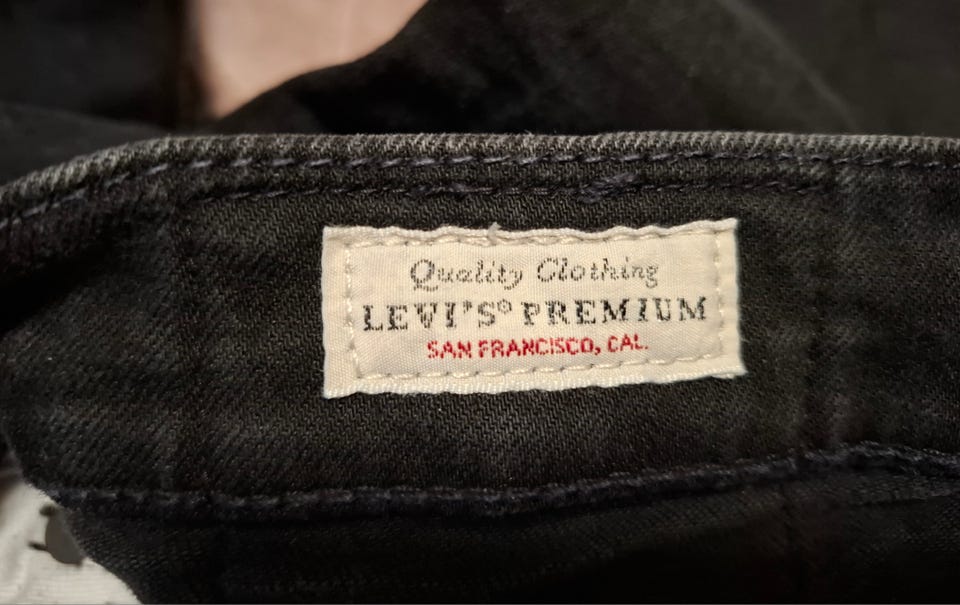 Quality Clothing
LEVI'S® PREMIUM
SAN FRANCISCO, CAL.